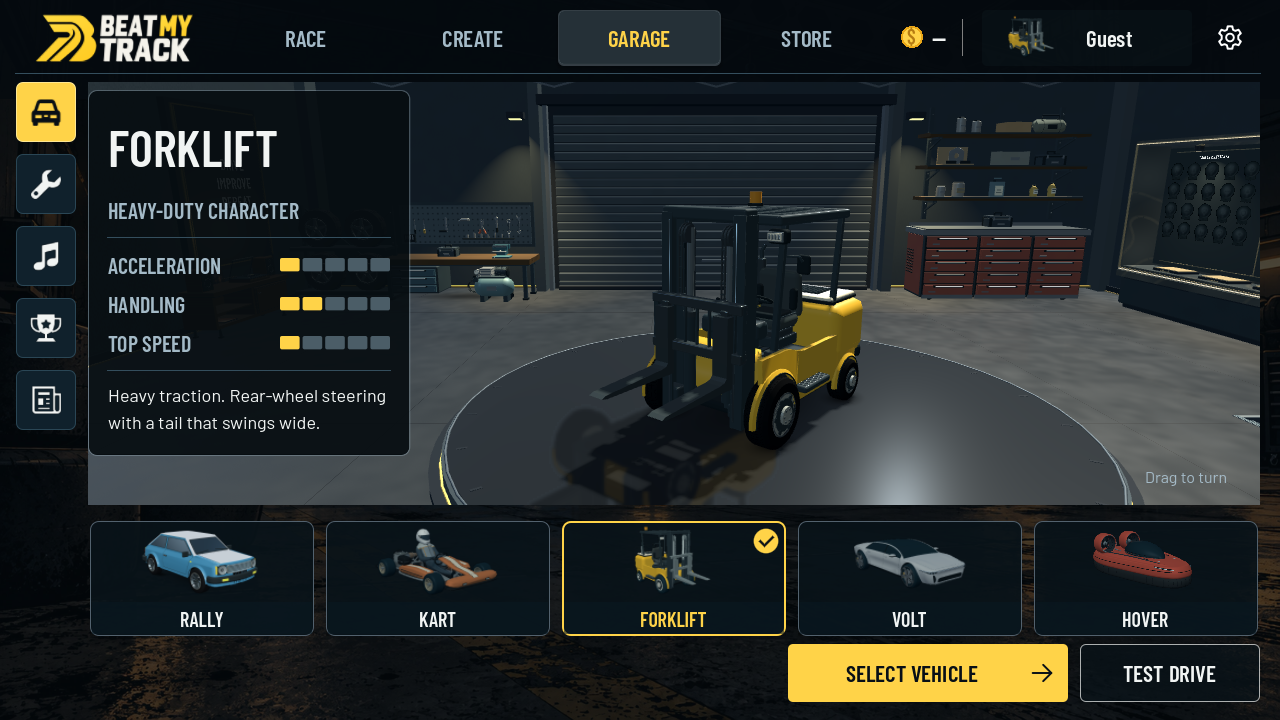 BEAT MY
TRACK
RACE
CREATE
GARAGE
STORE
–
Guest
FORKLIFT
IMPROVE
HEAVY-DUTY CHARACTER
ACCELERATION
HANDLING
TOP SPEED
Heavy traction. Rear-wheel steering
with a tail that swings wide.
Drag to turn
RALLY
KART
FORKLIFT
VOLT
HOVER
SELECT VEHICLE
TEST DRIVE